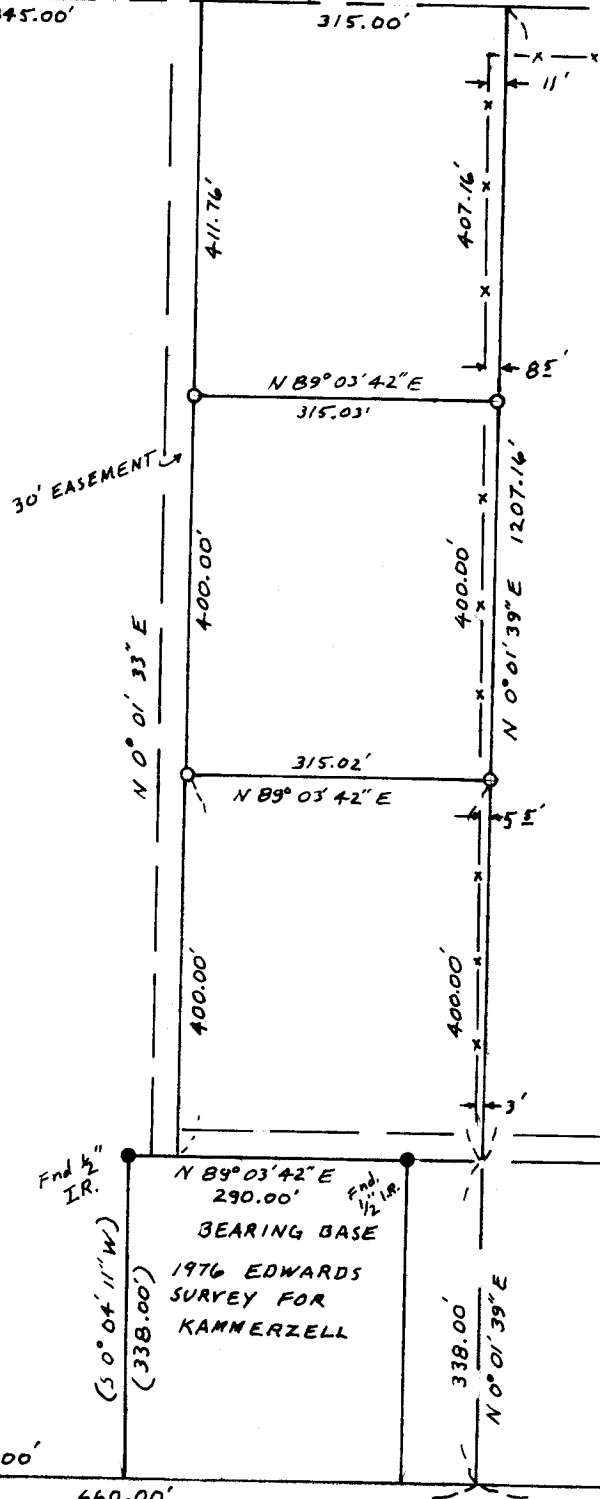 345.00'
315.00'
11'
411.76'
407.16'
8⁵'
N 89° 03' 42" E
315.03'
30' EASEMENT
1207.16'
400.00'
400.00'
N 0° 01' 39" E
N 0° 01' 33" E
315.02'
N 89° 03' 42" E
5⁵'
400.00'
400.00'
3'
Fnd ½"
I.R.
N 89° 03' 42" E
290.00'
Fnd.
1/2" I.R.
BEARING BASE
1976 EDWARDS
SURVEY FOR
KAMMERZELL
(S 0° 04' 11" W)
(338.00')
338.00'
N 0° 01' 39" E
00'
660.00'